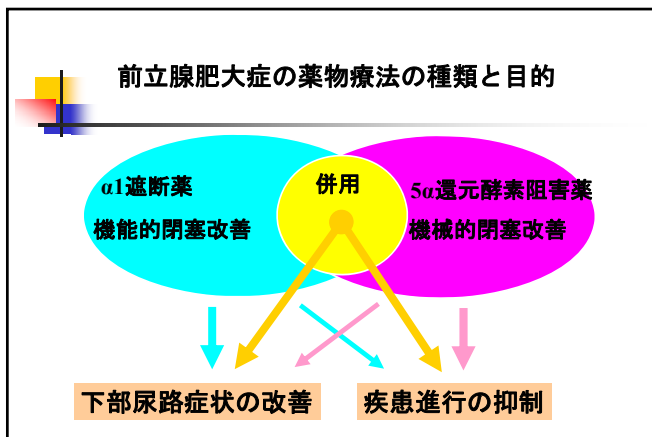 前立腺肥大症の薬物療法の種類と目的
α1遮断薬
機能的閉塞改善
併用
5α還元酵素阻害薬
機械的閉塞改善
下部尿路症状の改善
疾患進行の抑制